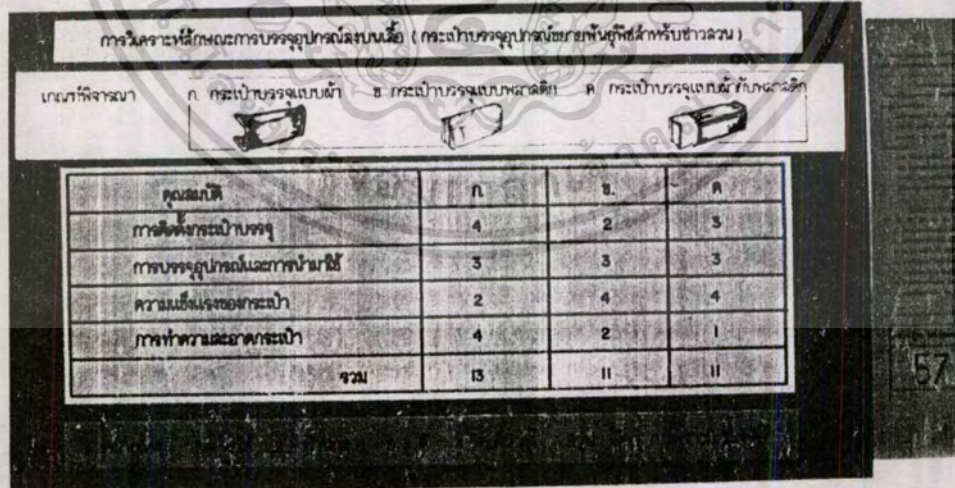 การวิเคราะห์ลักษณะการบรรจุอุปกรณ์ลงบนเสื้อ ( กระเป๋าบรรจุอุปกรณ์ขยายพันธุ์พืชสำหรับชาวสวน )
เกณฑ์พิจารณา ก. กระเป๋าบรรจุแบบผ้า ข กระเป๋าบรรจุแบบพลาสติก ค. กระเป๋าบรรจุแบบผ้ากับพลาสติก
คุณสมบัติ ก. ข. ค
การติดตั้งกระเป๋าบรรจุ 4 2 3
การบรรจุอุปกรณ์และการนำมาใช้ 3 3 3
ความแข็งแรงของกระเป๋า 2 4 4
การทำความสะอาดกระเป๋า 4 2 1
รวม 13 11 11
57